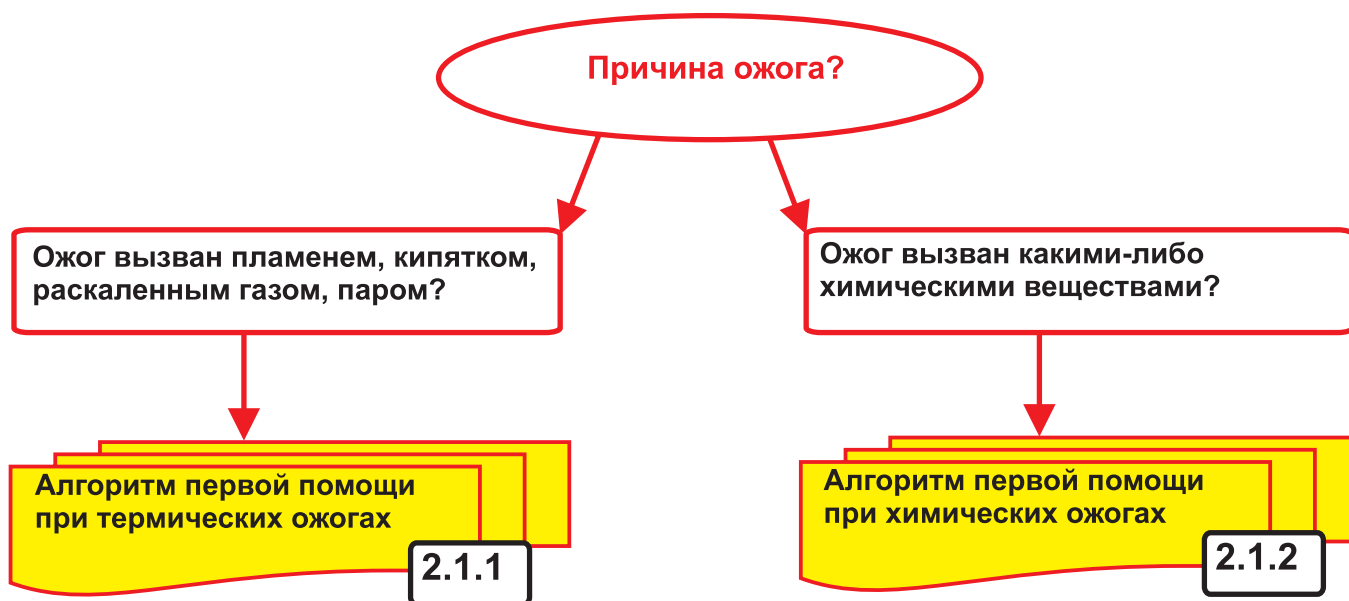 Причина ожога?
Ожог вызван пламенем, кипятком,
раскаленным газом, паром?
Ожог вызван какими-либо
химическими веществами?
Алгоритм первой помощи
при термических ожогах
2.1.1
Алгоритм первой помощи
при химических ожогах
2.1.2